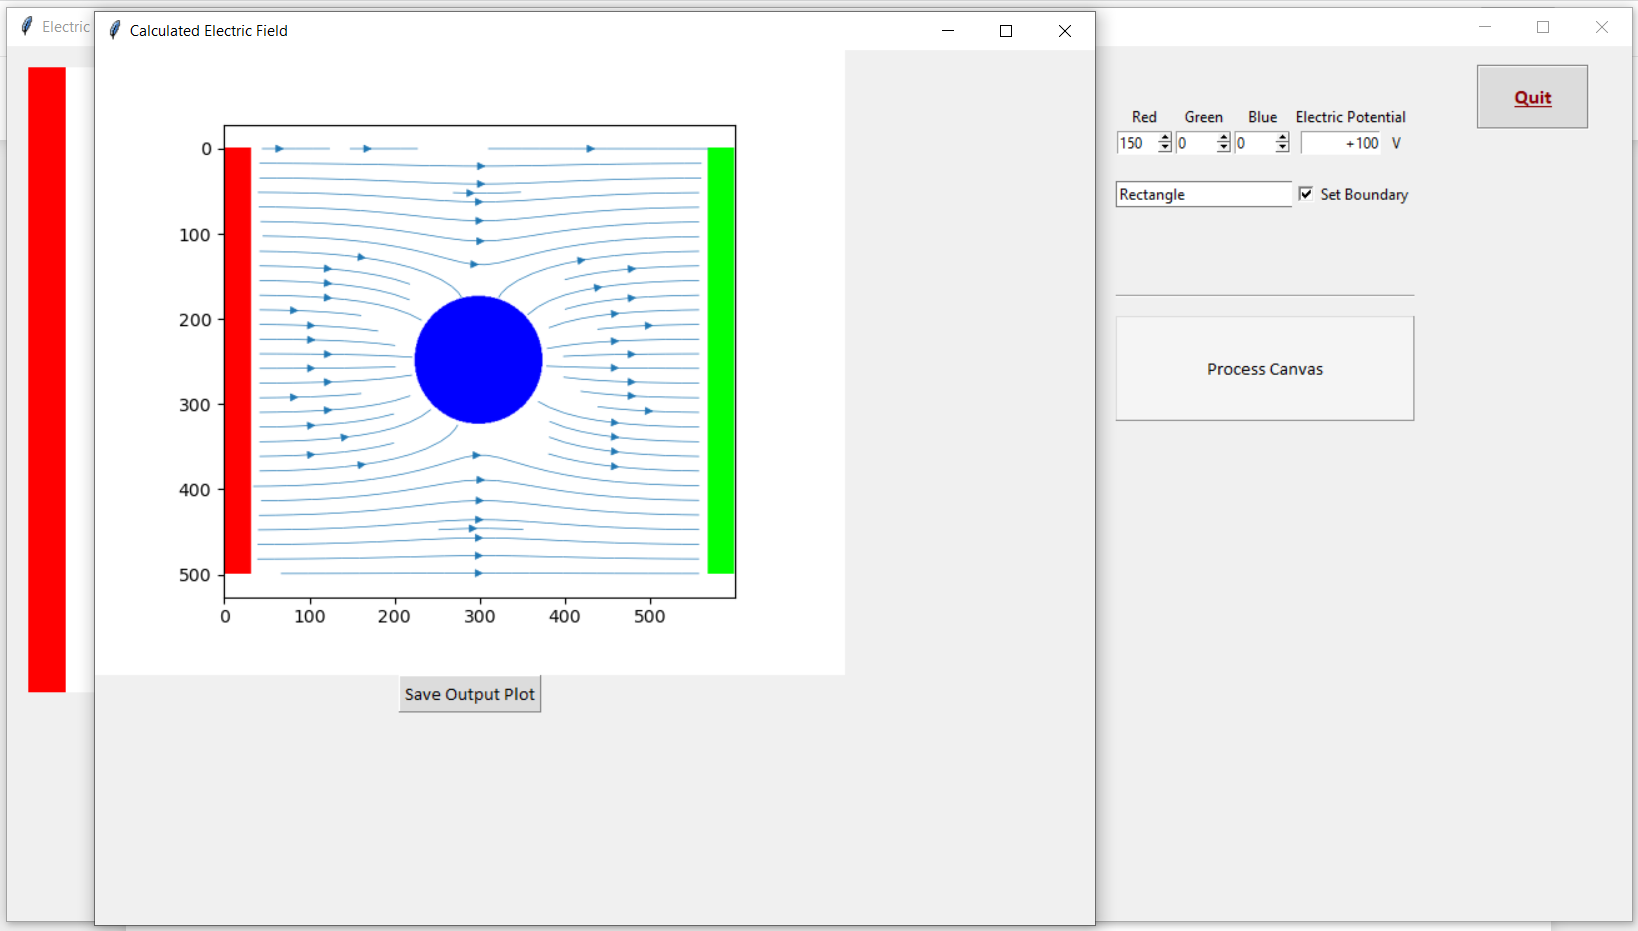 Electric
Calculated Electric Field
Quit
Red Green Blue Electric Potential
150 0 0 +100 V
Rectangle Set Boundary
Process Canvas
0
100
200
300
400
500
0 100 200 300 400 500
Save Output Plot